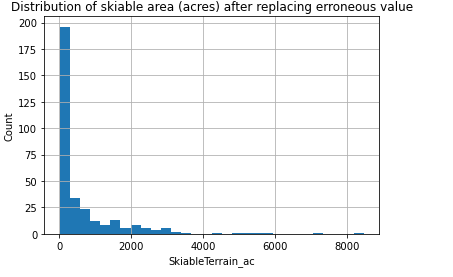 Distribution of skiable area (acres) after replacing erroneous value
200
175
150
125
100
75
50
25
0
Count
0 2000 4000 6000 8000
SkiableTerrain_ac